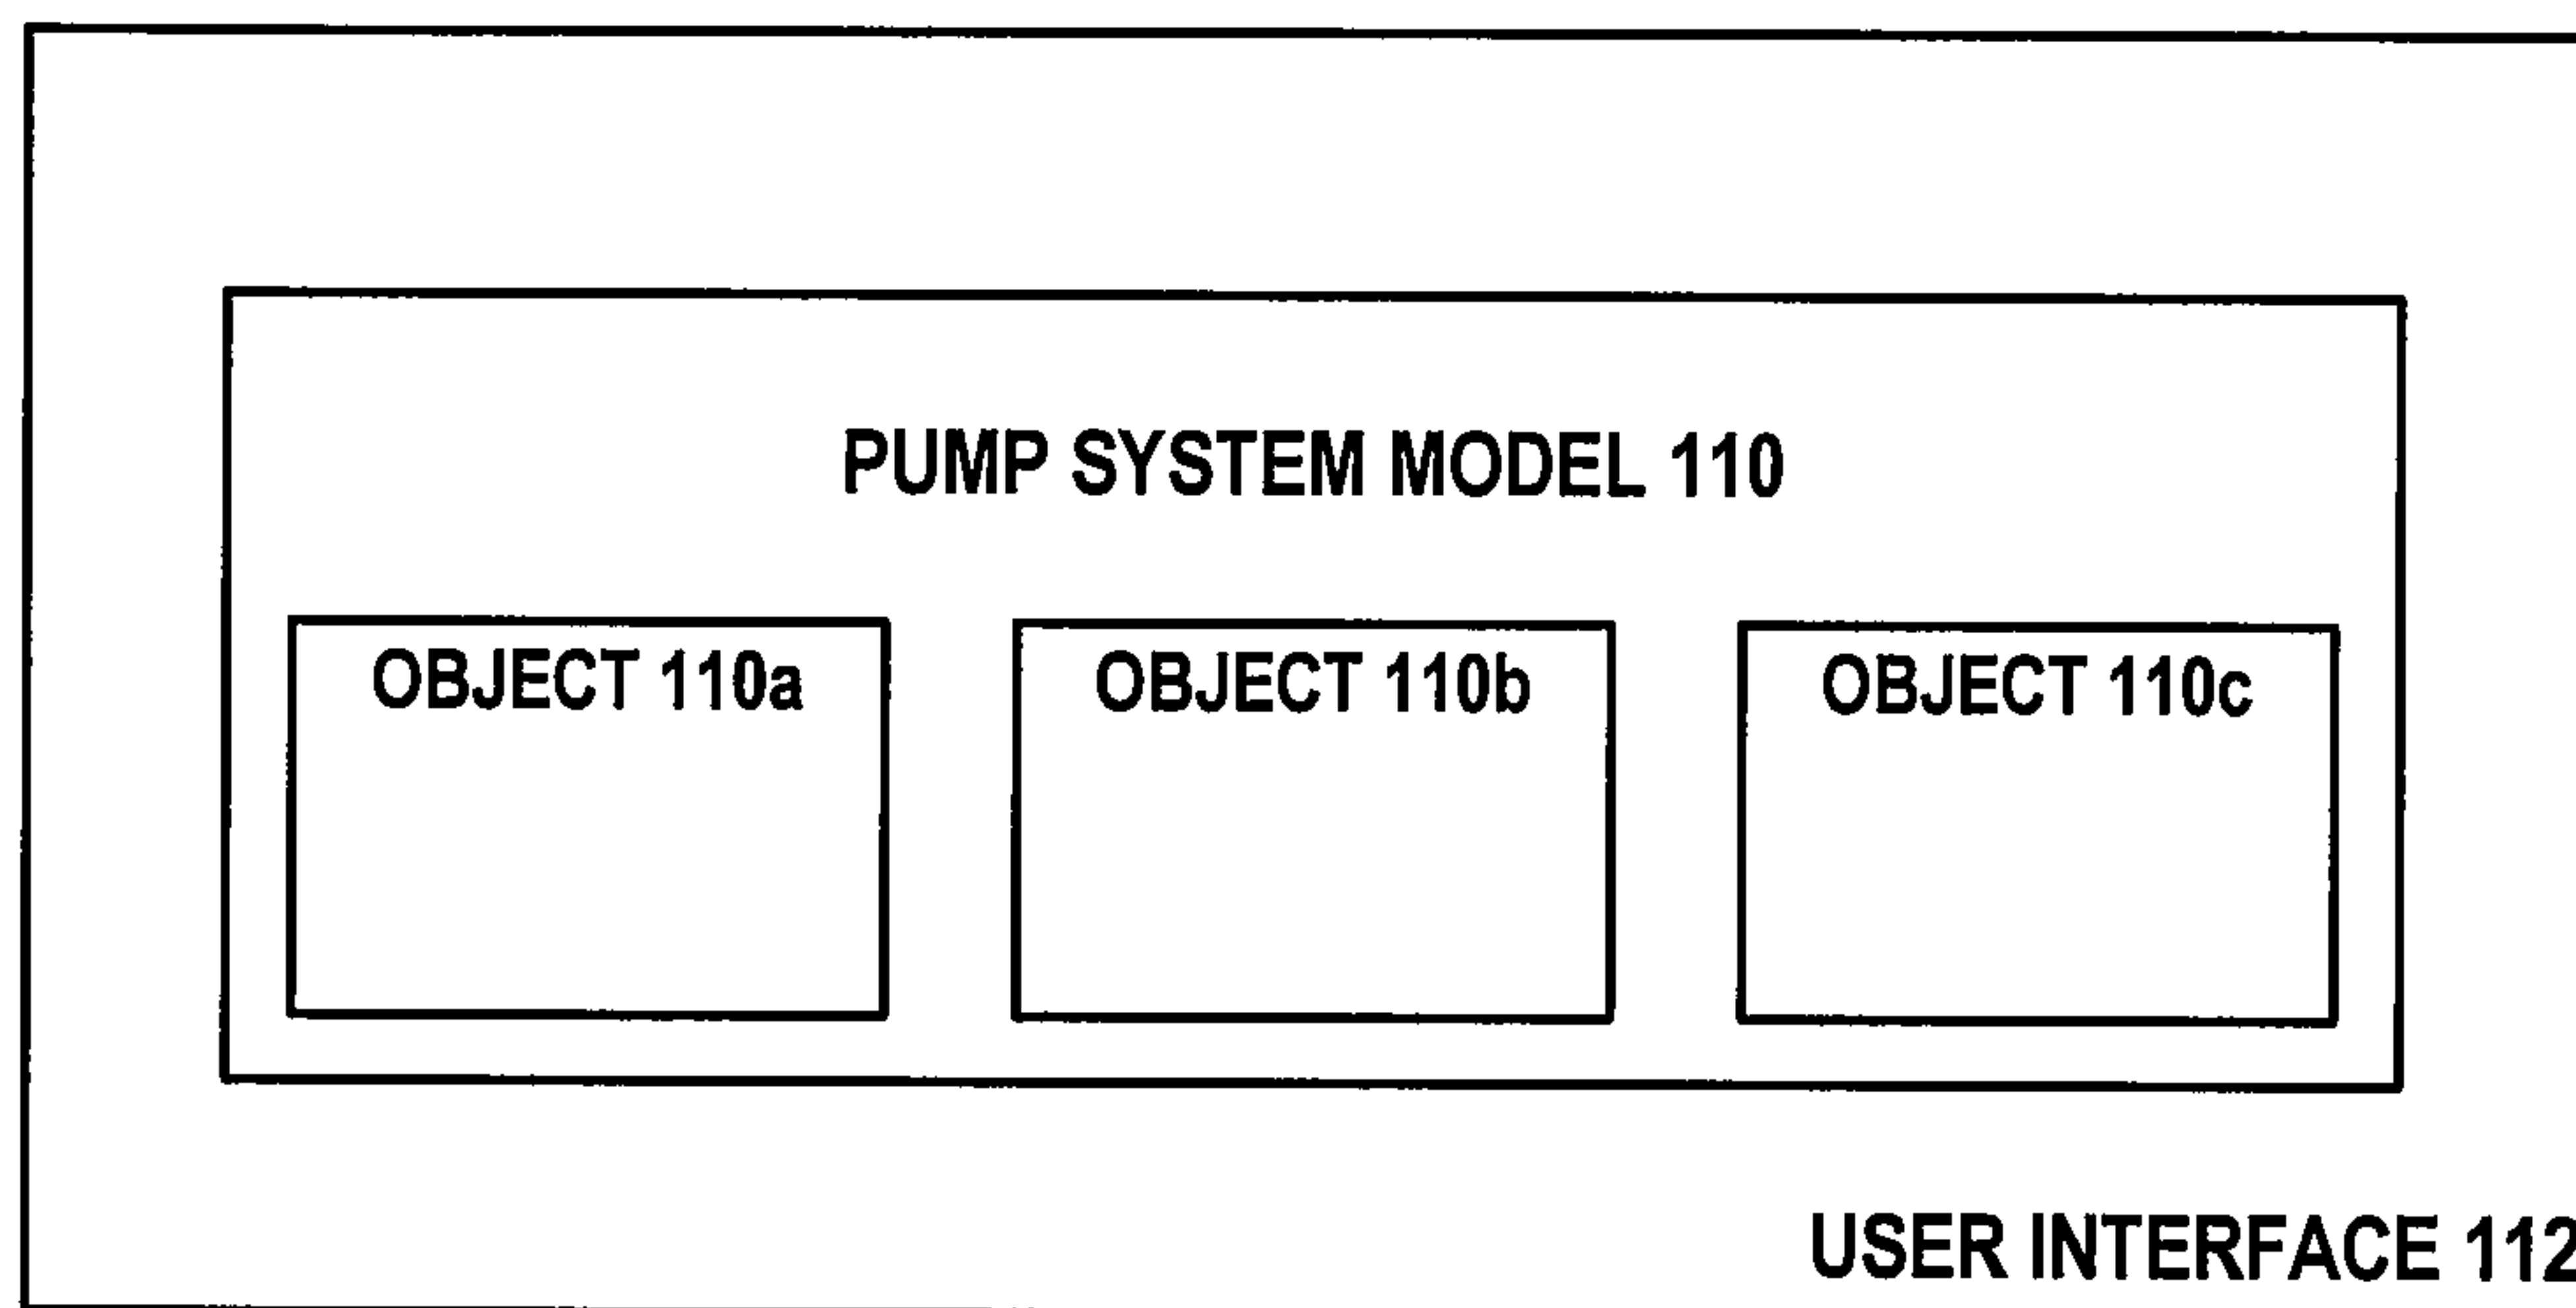 PUMP SYSTEM MODEL 110
OBJECT 110a
OBJECT 110b
OBJECT 110c
USER INTERFACE 112